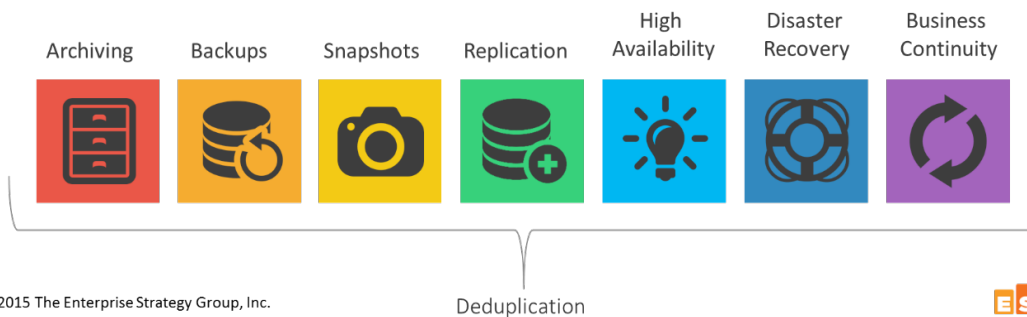 Archiving
Backups
Snapshots
Replication
High
Availability
Disaster
Recovery
Business
Continuity
2015 The Enterprise Strategy Group, Inc.
Deduplication
E S